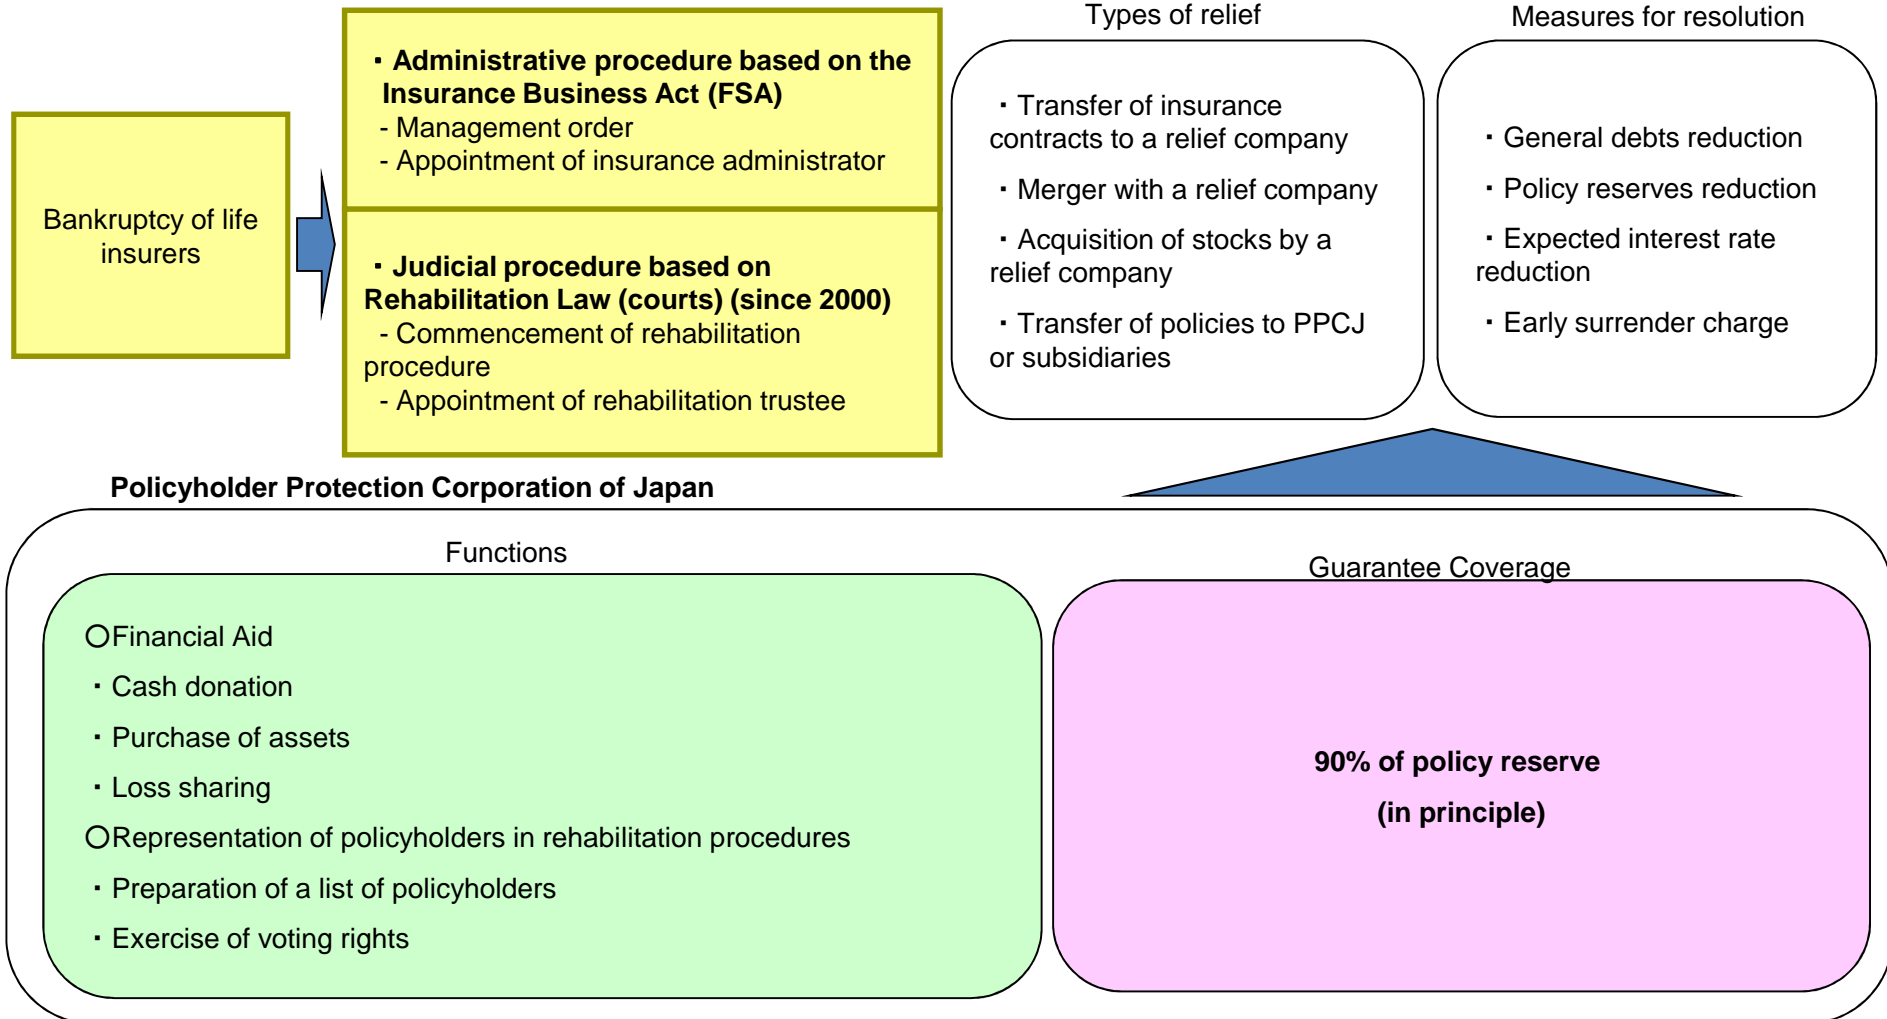 Bankruptcy of life
insurers
・Administrative procedure based on the
Insurance Business Act (FSA)
- Management order
- Appointment of insurance administrator
・Judicial procedure based on
Rehabilitation Law (courts) (since 2000)
- Commencement of rehabilitation
procedure
- Appointment of rehabilitation trustee
Types of relief
・Transfer of insurance
contracts to a relief company
・Merger with a relief company
・Acquisition of stocks by a
relief company
・Transfer of policies to PPCJ
or subsidiaries
Measures for resolution
・General debts reduction
・Policy reserves reduction
・Expected interest rate
reduction
・Early surrender charge
Policyholder Protection Corporation of Japan
Functions
○Financial Aid
・Cash donation
・Purchase of assets
・Loss sharing
○Representation of policyholders in rehabilitation procedures
・Preparation of a list of policyholders
・Exercise of voting rights
Guarantee Coverage
90% of policy reserve
(in principle)